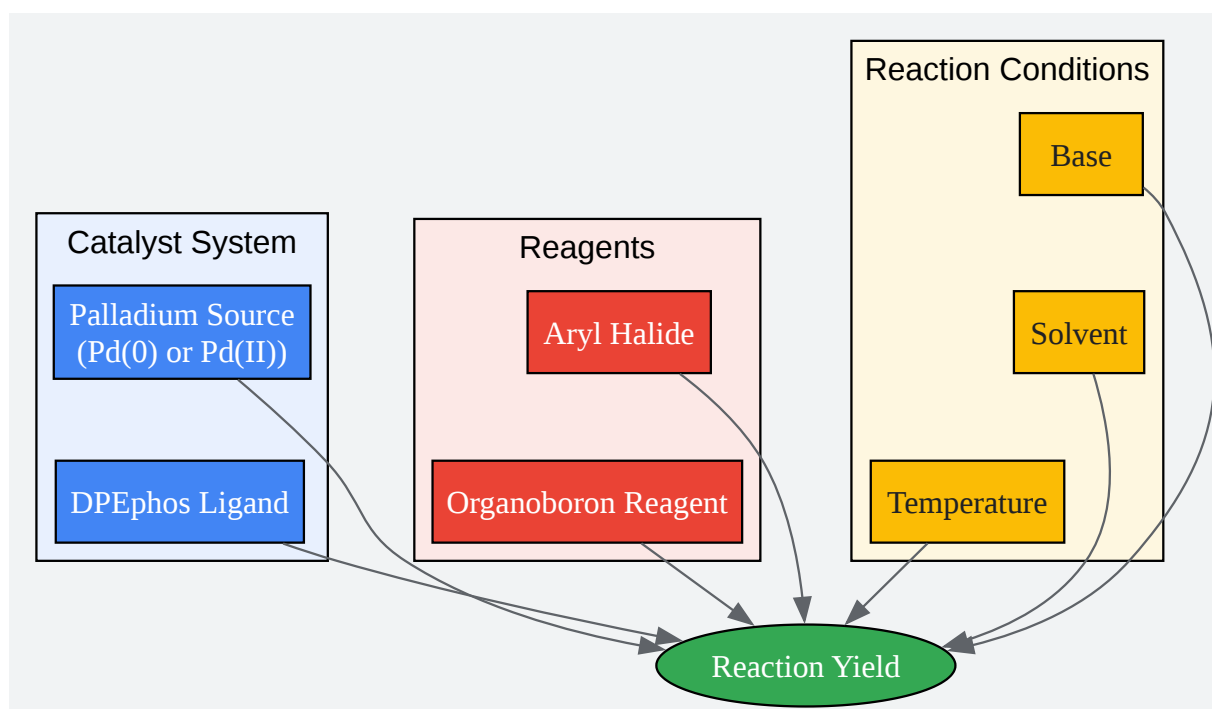 Catalyst System
Palladium Source
(Pd(0) or Pd(II))
DPEphos Ligand
Reagents
Aryl Halide
Organoboron Reagent
Reaction Conditions
Base
Solvent
Temperature
Reaction Yield